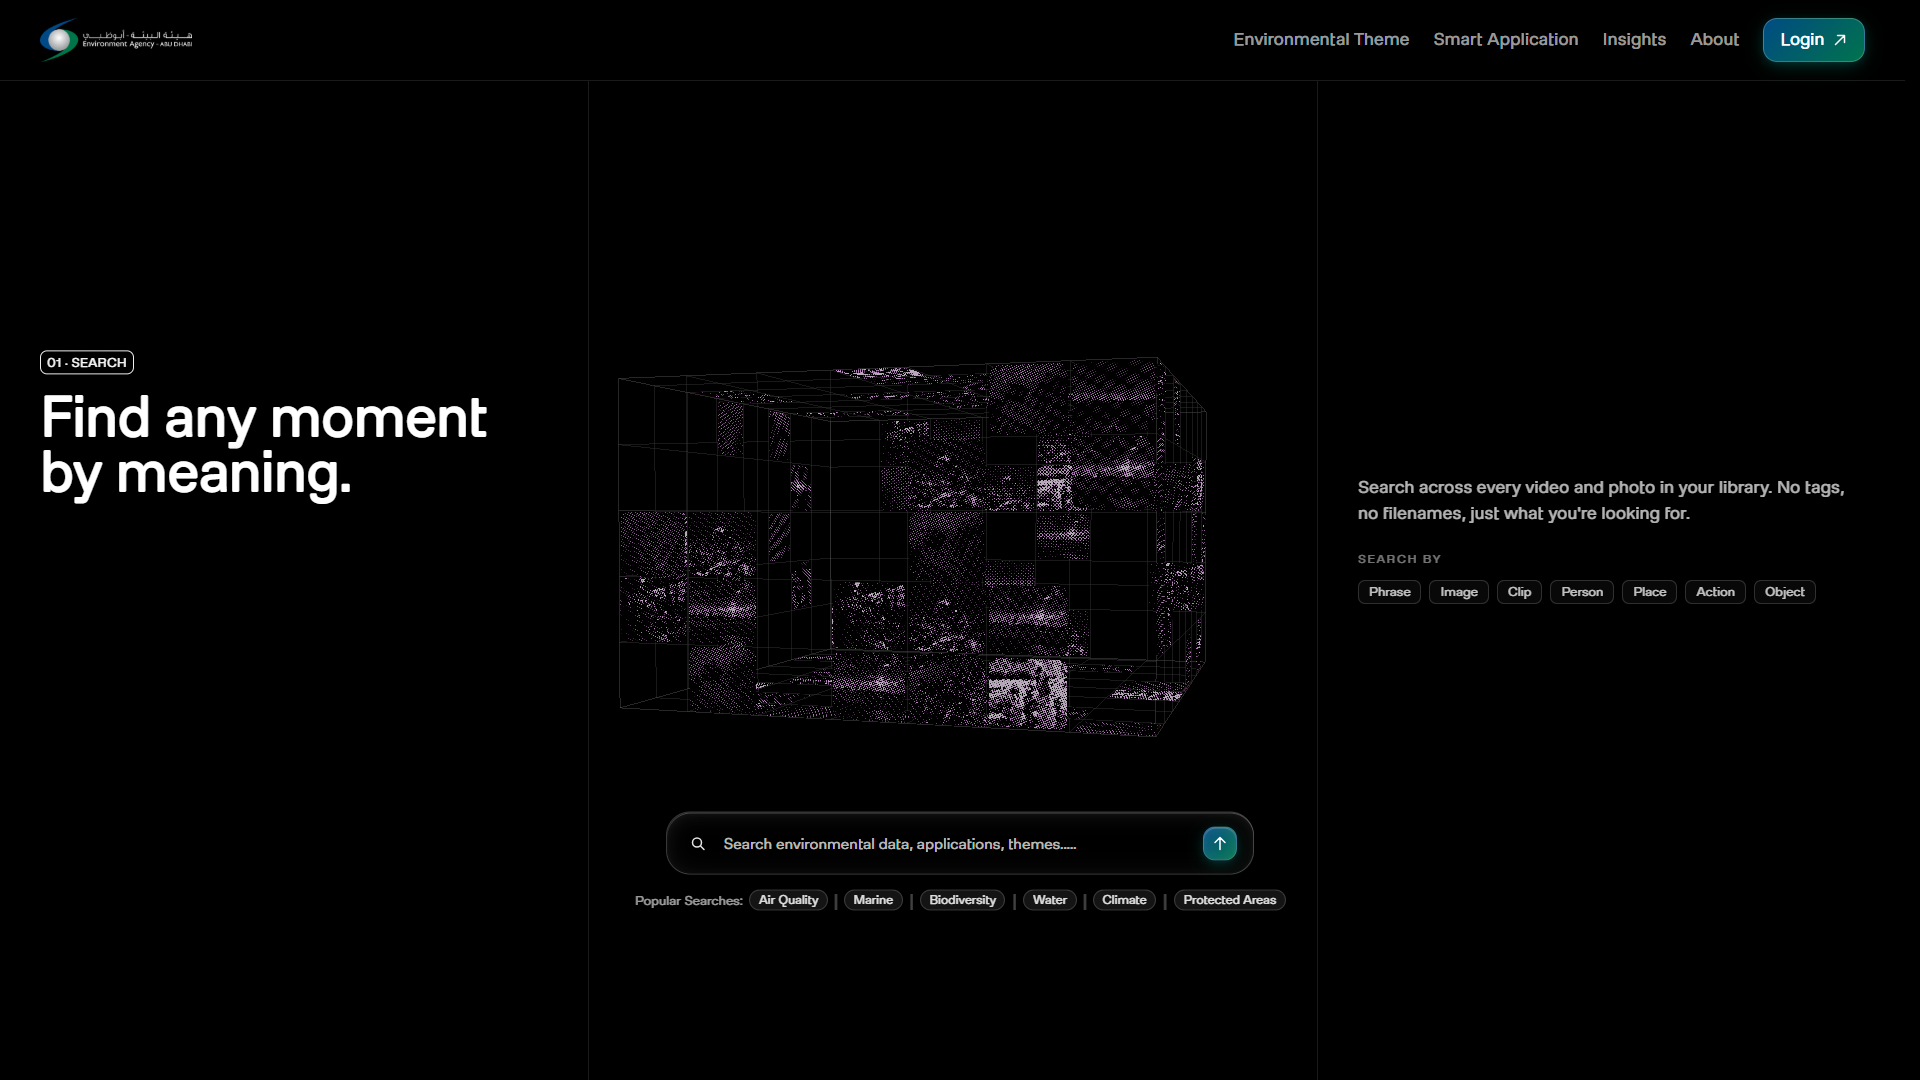 هيئة البيئة - أبوظبي
Environment Agency - ABU DHABI
Environmental Theme
Smart Application
Insights
About
Login
01 · SEARCH
Find any moment
by meaning.
Search across every video and photo in your library. No tags,
no filenames, just what you're looking for.
SEARCH BY
Phrase
Image
Clip
Person
Place
Action
Object
Search environmental data, applications, themes.....
Popular Searches: Air Quality | Marine | Biodiversity | Water | Climate | Protected Areas